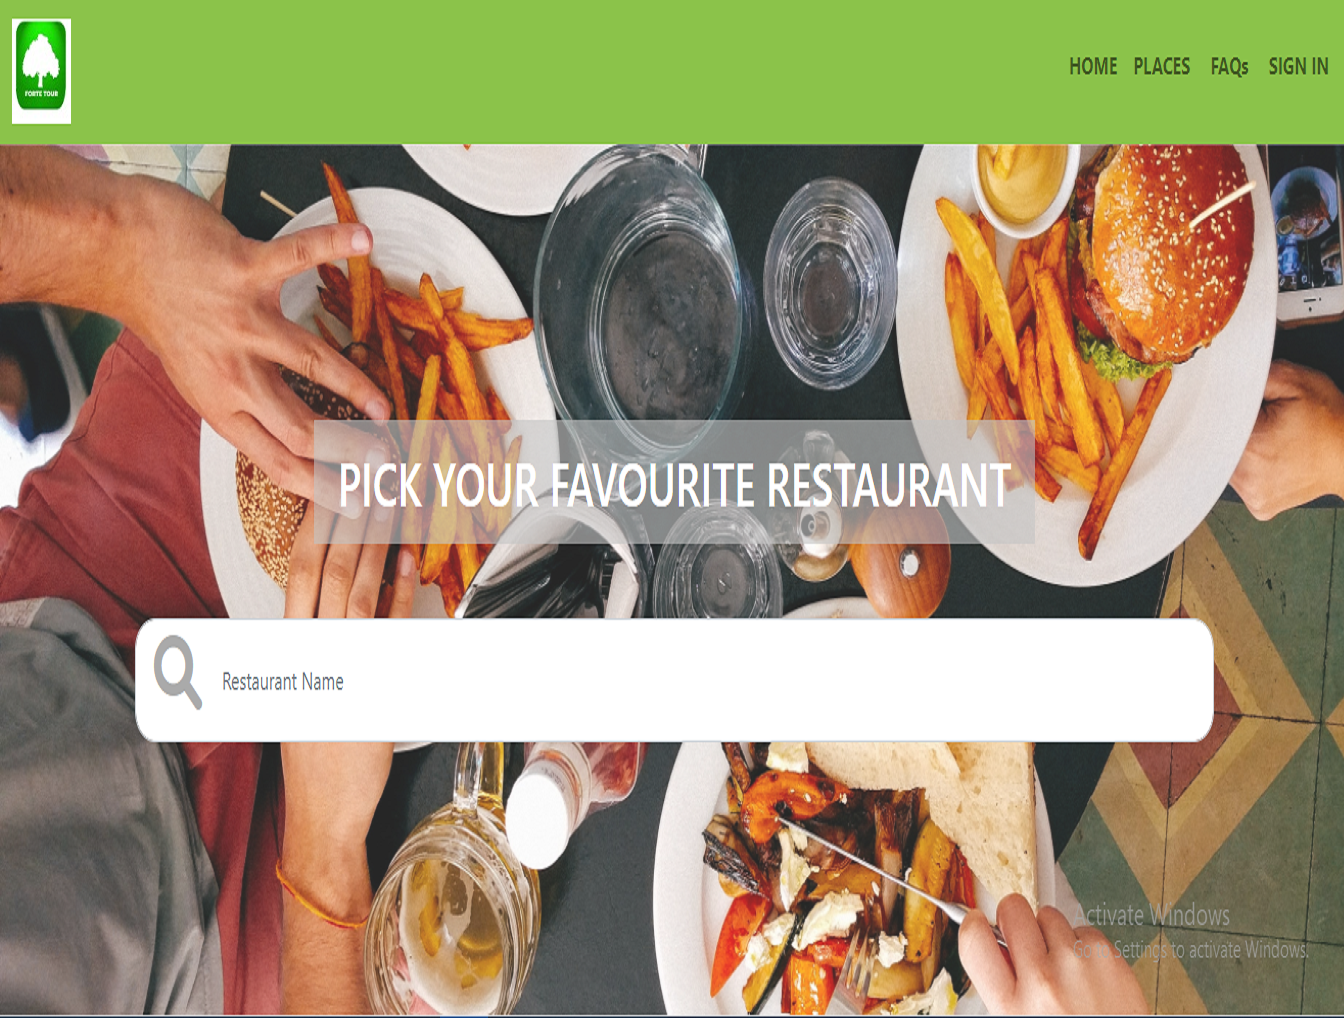 FORTE TOUR
HOME PLACES FAQs SIGN IN
PICK YOUR FAVOURITE RESTAURANT
Restaurant Name
Activate Windows
Go to Settings to activate Windows.